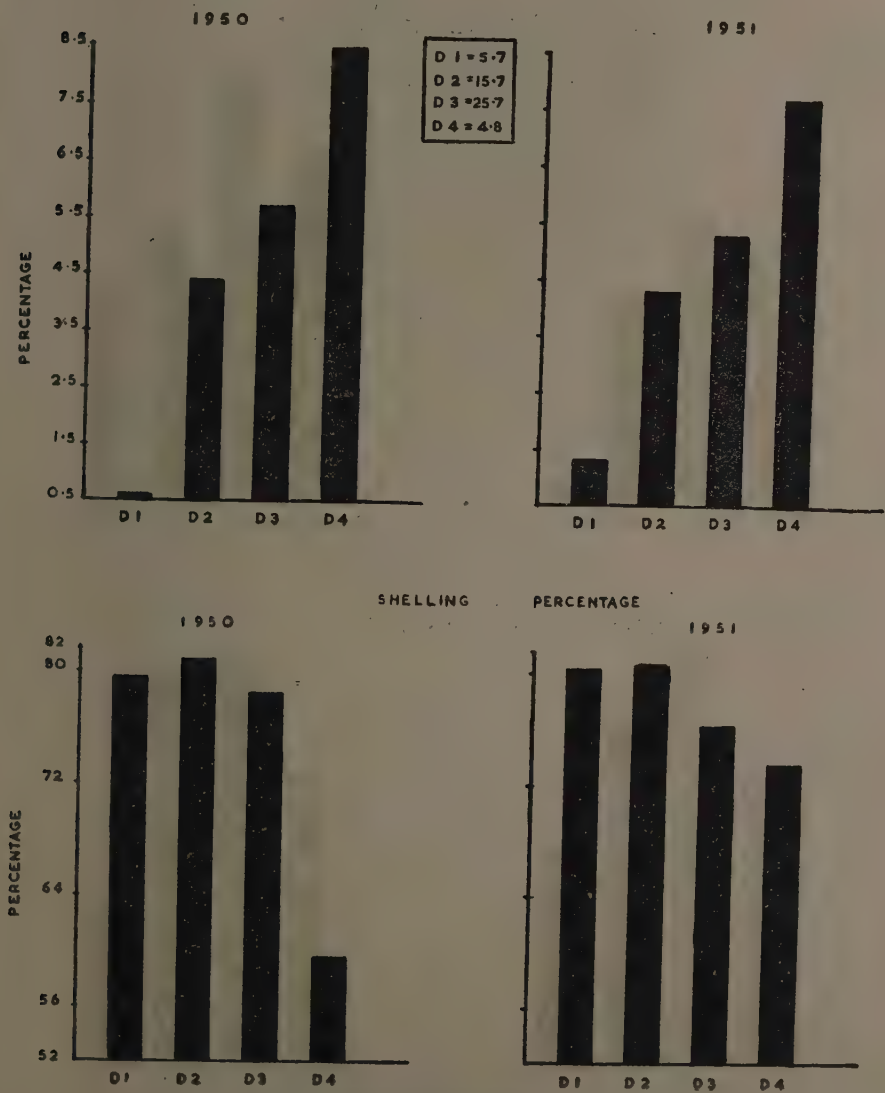 1950
1951
8.5
7.5
6.5
5.5
4.5
3.5
2.5
1.5
0.5
PERCENTAGE
D 1 = 5·7
D 2 = 15·7
D 3 = 25·7
D 4 = 4·8
D1 D2 D3 D4
D1 D2 D3 D4
SHELLING PERCENTAGE
1950
1951
82
80
72
64
56
52
PERCENTAGE
D1 D2 D3 D4
D1 D2 D3 D4